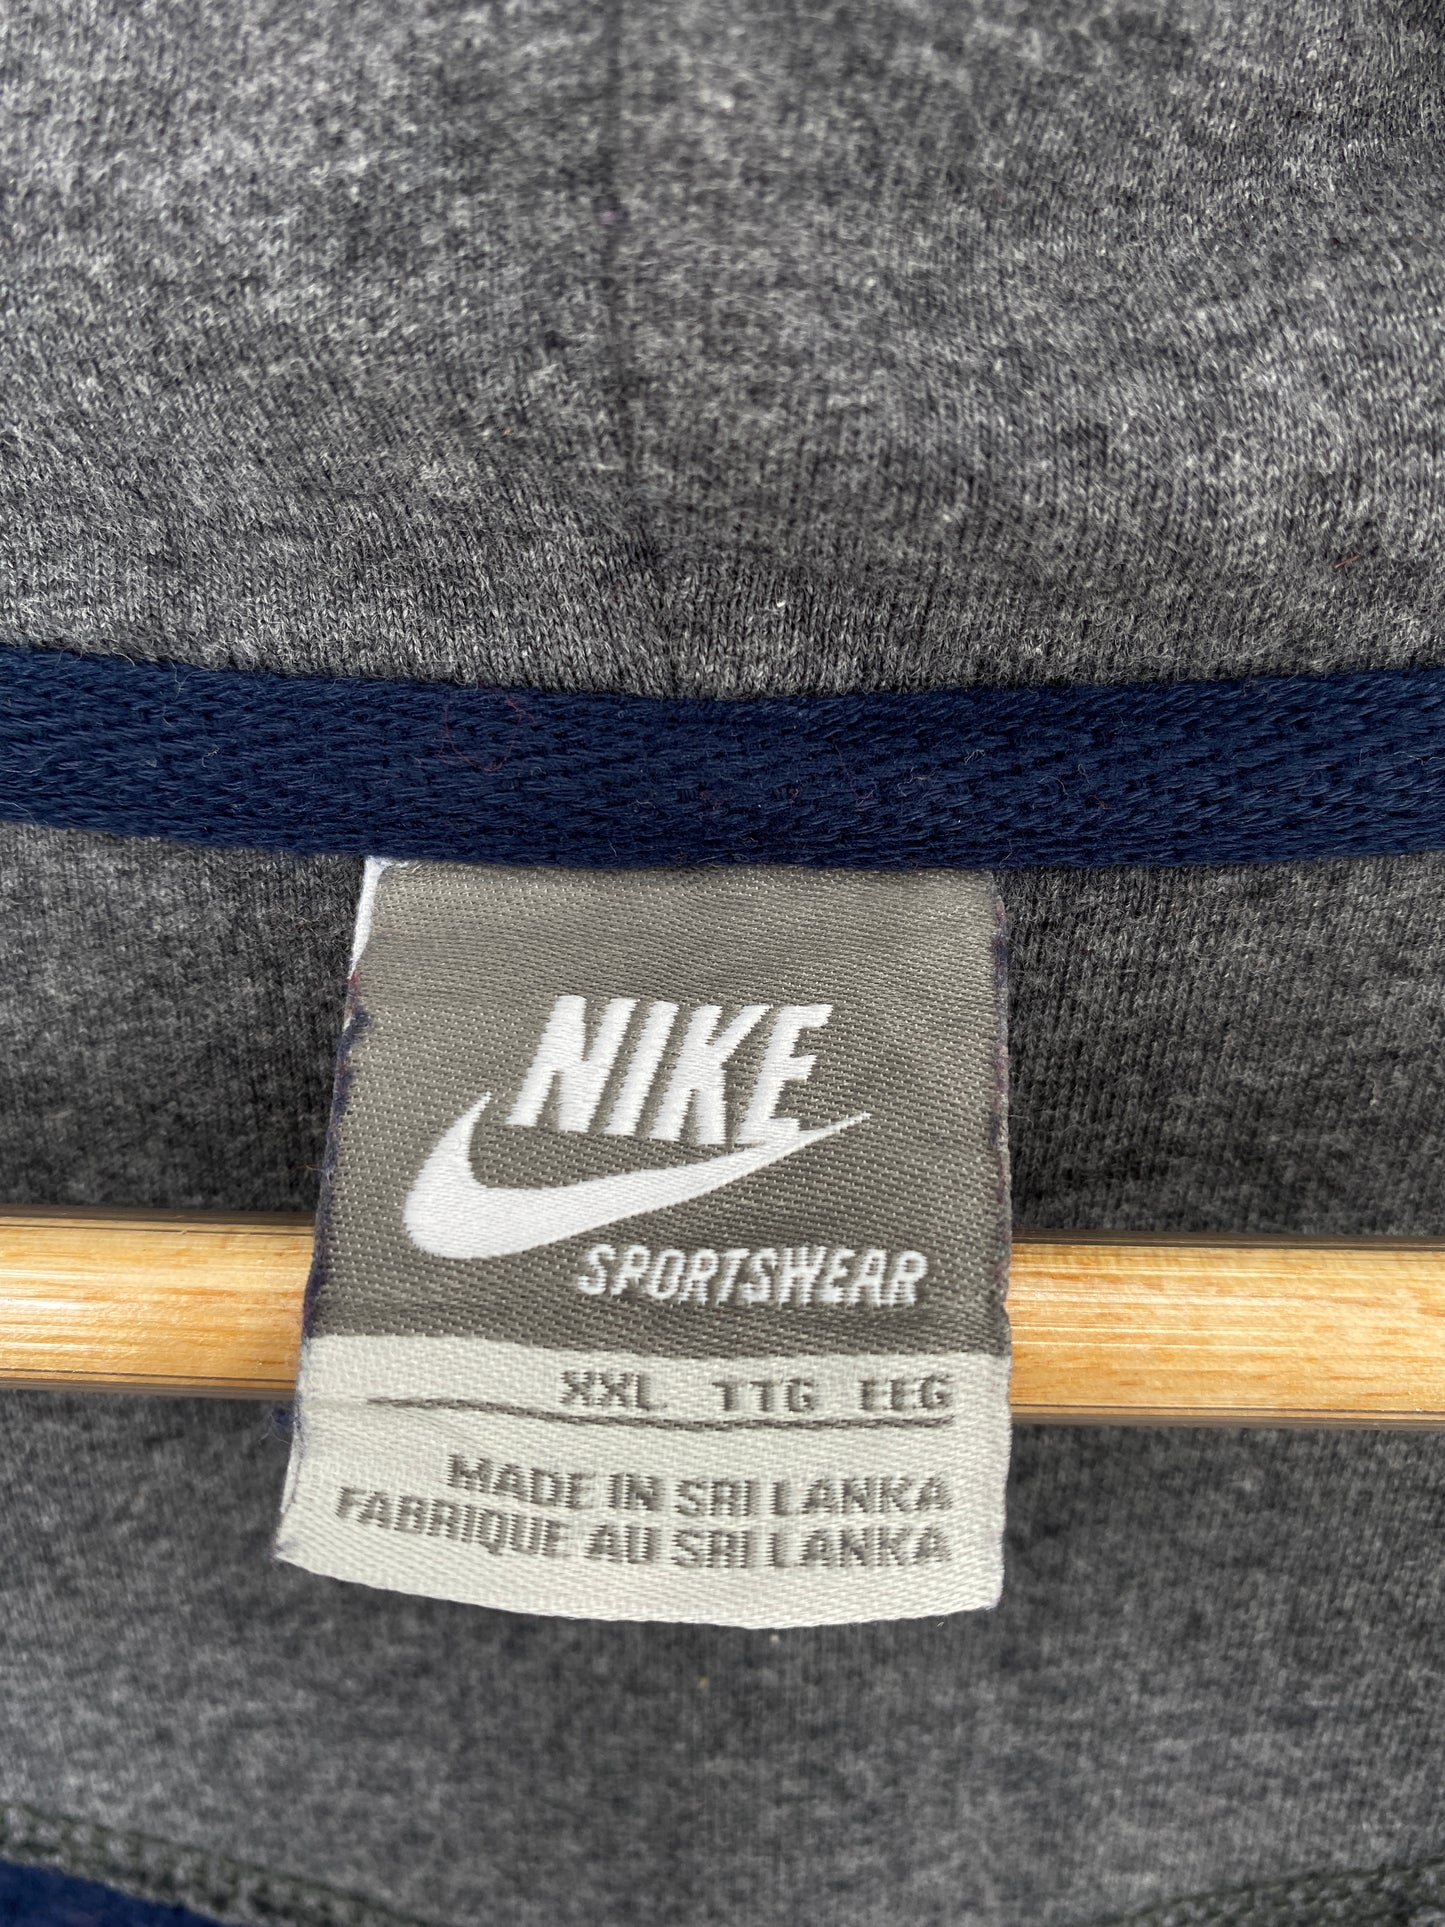 NIKE
SPORTSWEAR
XXL TTG EEG
MADE IN SRI LANKA
FABRIQUE AU SRI LANKA